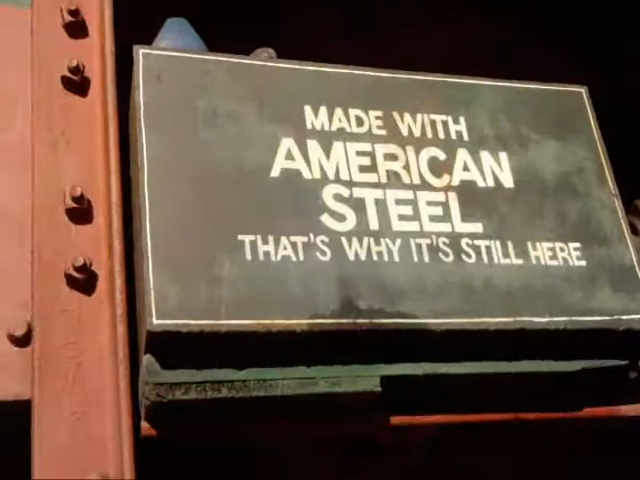 MADE WITH
AMERICAN
STEEL
THAT'S WHY IT'S STILL HERE